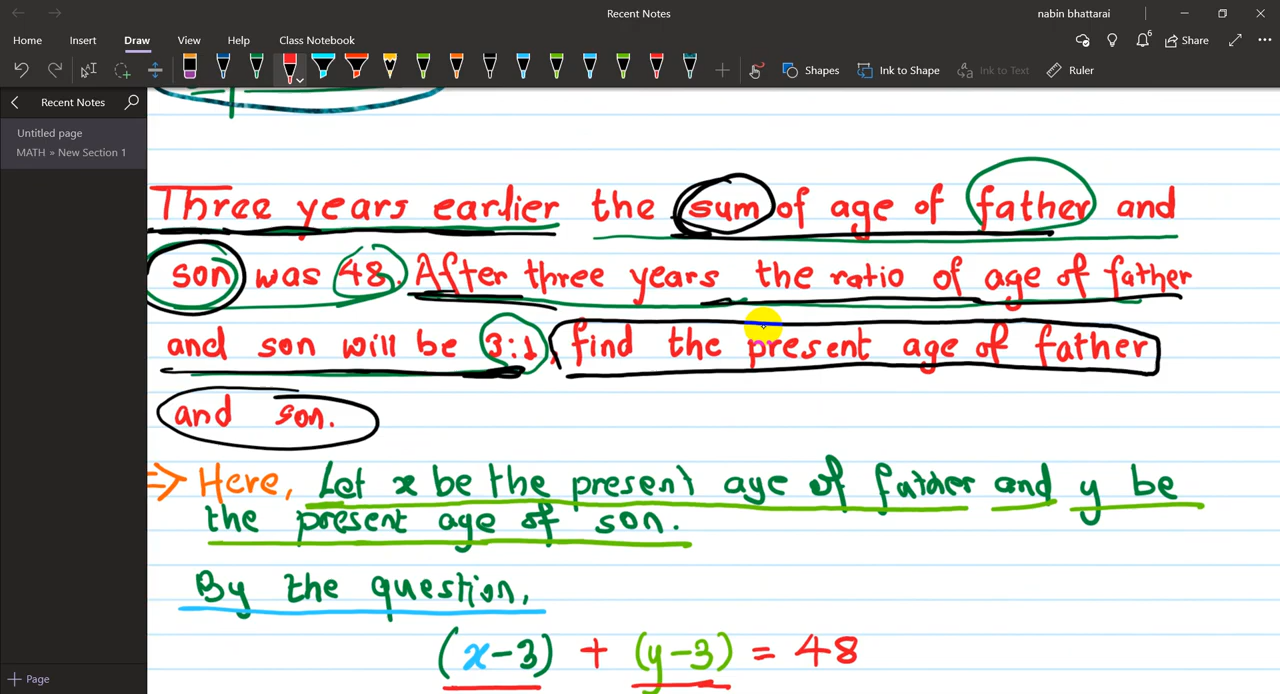 Recent Notes
nabin bhattarai
Home Insert Draw View Help Class Notebook
6
Share
Shapes
Ink to Shape
Ink to Text
Ruler
Recent Notes
Untitled page
MATH » New Section 1
Three years earlier the sum of age of father and
son was 48. After three years the ratio of age of father
and son will be 3:1, find the present age of father
and son.
⇒ Here, Let x be the present age of father and y be
the present age of son.
By the question,
(x-3) + (y-3) = 48
+ Page